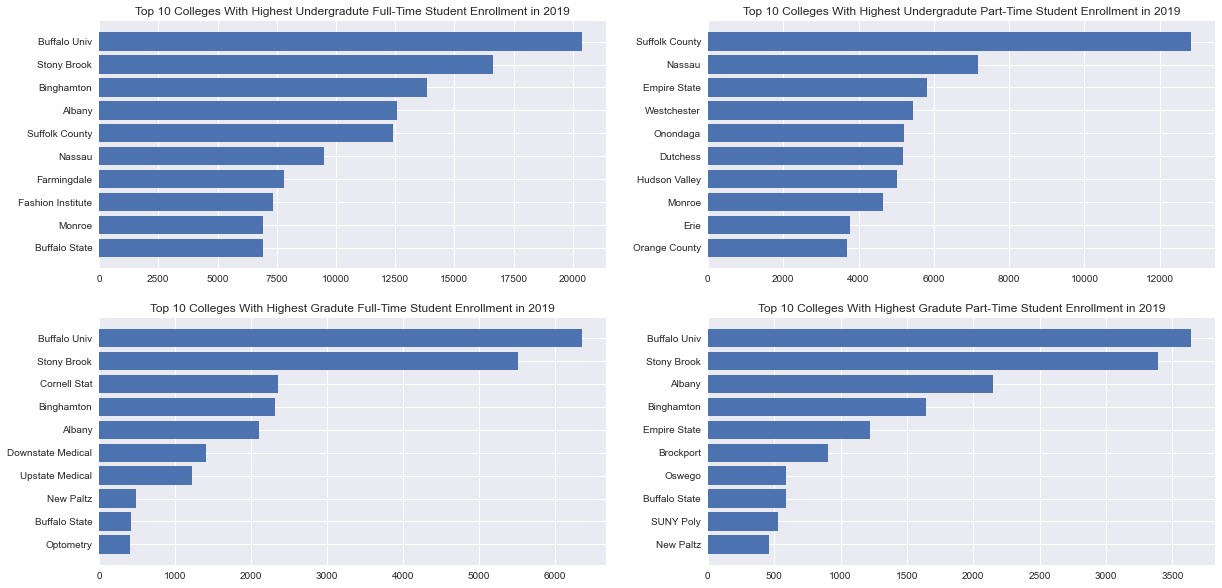 Top 10 Colleges With Highest Undergradute Full-Time Student Enrollment in 2019
Buffalo Univ
Stony Brook
Binghamton
Albany
Suffolk County
Nassau
Farmingdale
Fashion Institute
Monroe
Buffalo State
0 2500 5000 7500 10000 12500 15000 17500 20000
Top 10 Colleges With Highest Undergradute Part-Time Student Enrollment in 2019
Suffolk County
Nassau
Empire State
Westchester
Onondaga
Dutchess
Hudson Valley
Monroe
Erie
Orange County
0 2000 4000 6000 8000 10000 12000
Top 10 Colleges With Highest Gradute Full-Time Student Enrollment in 2019
Buffalo Univ
Stony Brook
Cornell Stat
Binghamton
Albany
Downstate Medical
Upstate Medical
New Paltz
Buffalo State
Optometry
0 1000 2000 3000 4000 5000 6000
Top 10 Colleges With Highest Gradute Part-Time Student Enrollment in 2019
Buffalo Univ
Stony Brook
Albany
Binghamton
Empire State
Brockport
Oswego
Buffalo State
SUNY Poly
New Paltz
0 500 1000 1500 2000 2500 3000 3500